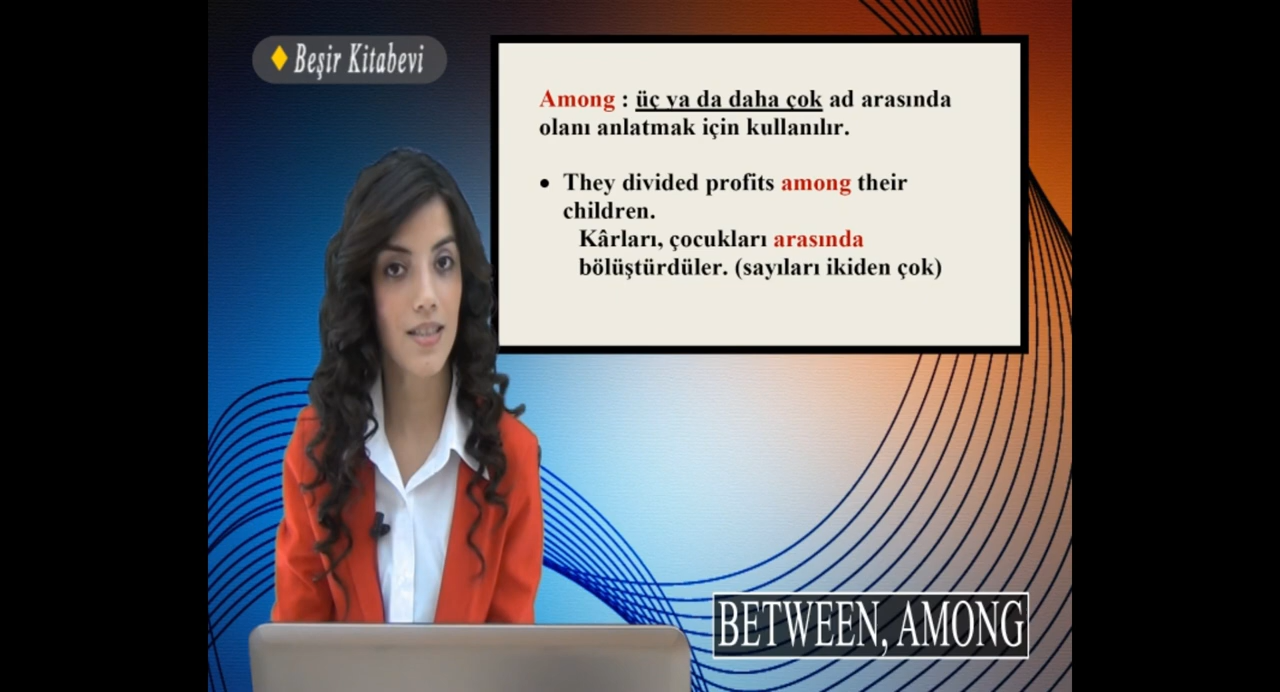 Beşir Kitabevi
Among : üç ya da daha çok ad arasında
olanı anlatmak için kullanılır.
• They divided profits among their
children.
Kârları, çocukları arasında
bölüştürdüler. (sayıları ikiden çok)
BETWEEN, AMONG